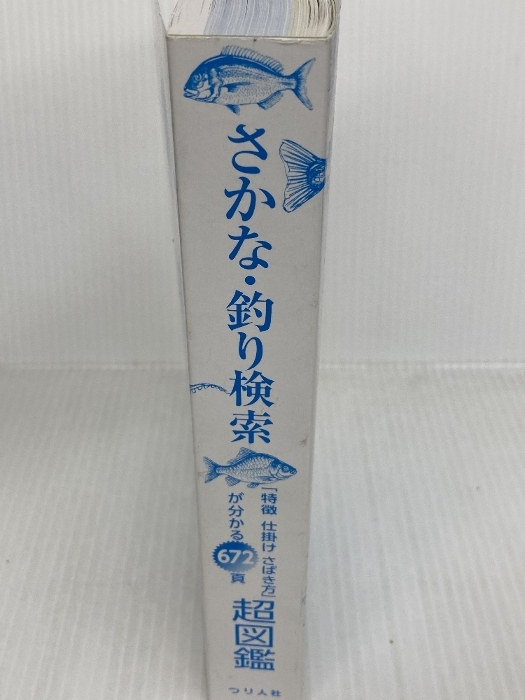 さかな・釣り検索
「特徴 仕掛け さばき方」
が分かる672頁
超図鑑
つり人社